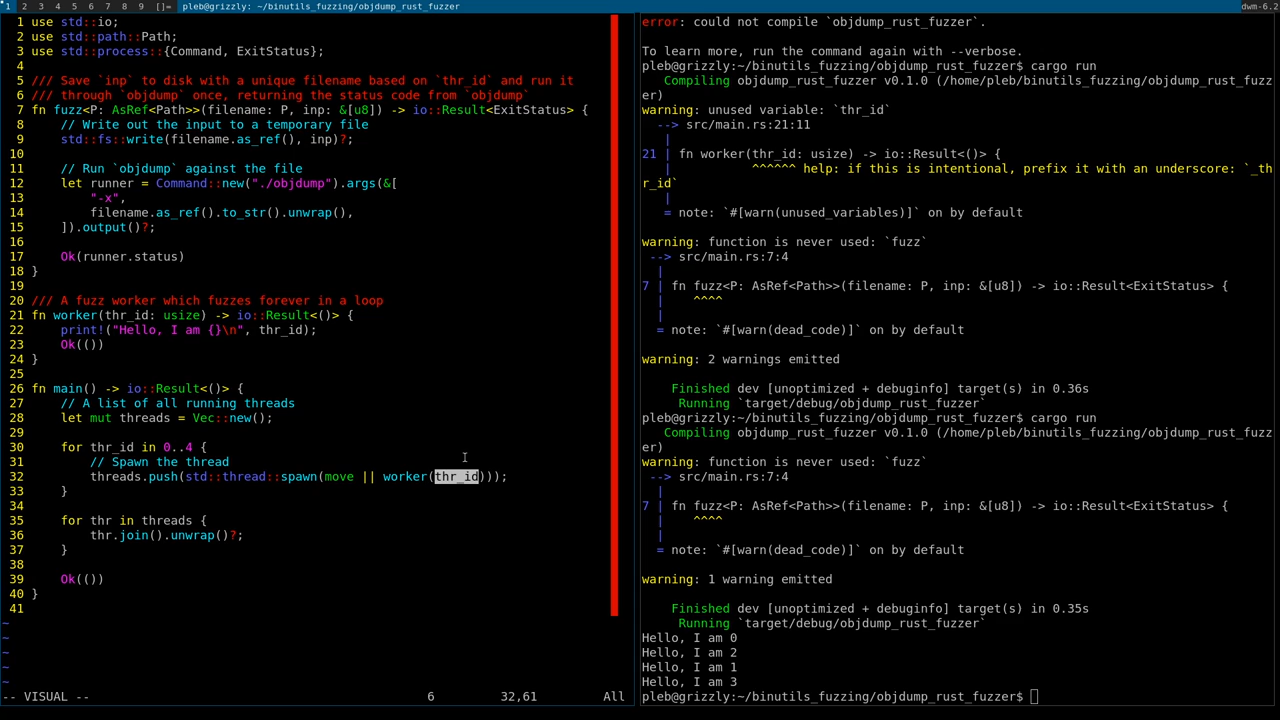 1 2 3 4 5 6 7 8 9 []= pleb@grizzly: ~/binutils_fuzzing/objdump_rust_fuzzer dwm-6.2
1 use std::io;
2 use std::path::Path;
3 use std::process::{Command, ExitStatus};
4
5 /// Save `inp` to disk with a unique filename based on `thr_id` and run it
6 /// through `objdump` once, returning the status code from `objdump`
7 fn fuzz<P: AsRef<Path>>(filename: P, inp: &[u8]) -> io::Result<ExitStatus> {
8     // Write out the input to a temporary file
9     std::fs::write(filename.as_ref(), inp)?;
10
11     // Run `objdump` against the file
12     let runner = Command::new("./objdump").args(&[
13         "-x",
14         filename.as_ref().to_str().unwrap(),
15     ]).output()?;
16
17     Ok(runner.status)
18 }
19
20 /// A fuzz worker which fuzzes forever in a loop
21 fn worker(thr_id: usize) -> io::Result<()> {
22     print!("Hello, I am {}\n", thr_id);
23     Ok(())
24 }
25
26 fn main() -> io::Result<()> {
27     // A list of all running threads
28     let mut threads = Vec::new();
29
30     for thr_id in 0..4 {
31         // Spawn the thread
32         threads.push(std::thread::spawn(move || worker(thr_id)));
33     }
34
35     for thr in threads {
36         thr.join().unwrap()?;
37     }
38
39     Ok(())
40 }
41
~
~
~
~
-- VISUAL -- 6 32,61 All
error: could not compile `objdump_rust_fuzzer`.
To learn more, run the command again with --verbose.
pleb@grizzly:~/binutils_fuzzing/objdump_rust_fuzzer$ cargo run
   Compiling objdump_rust_fuzzer v0.1.0 (/home/pleb/binutils_fuzzing/objdump_rust_fuzz
er)
warning: unused variable: `thr_id`
  --> src/main.rs:21:11
   |
21 | fn worker(thr_id: usize) -> io::Result<()> {
   |           ^^^^^^ help: if this is intentional, prefix it with an underscore: `_th
r_id`
   |
   = note: `#[warn(unused_variables)]` on by default
warning: function is never used: `fuzz`
 --> src/main.rs:7:4
  |
7 | fn fuzz<P: AsRef<Path>>(filename: P, inp: &[u8]) -> io::Result<ExitStatus> {
  |    ^^^^
  |
  = note: `#[warn(dead_code)]` on by default
warning: 2 warnings emitted
    Finished dev [unoptimized + debuginfo] target(s) in 0.36s
     Running `target/debug/objdump_rust_fuzzer`
pleb@grizzly:~/binutils_fuzzing/objdump_rust_fuzzer$ cargo run
   Compiling objdump_rust_fuzzer v0.1.0 (/home/pleb/binutils_fuzzing/objdump_rust_fuzz
er)
warning: function is never used: `fuzz`
 --> src/main.rs:7:4
  |
7 | fn fuzz<P: AsRef<Path>>(filename: P, inp: &[u8]) -> io::Result<ExitStatus> {
  |    ^^^^
  |
  = note: `#[warn(dead_code)]` on by default
warning: 1 warning emitted
    Finished dev [unoptimized + debuginfo] target(s) in 0.35s
     Running `target/debug/objdump_rust_fuzzer`
Hello, I am 0
Hello, I am 2
Hello, I am 1
Hello, I am 3
pleb@grizzly:~/binutils_fuzzing/objdump_rust_fuzzer$